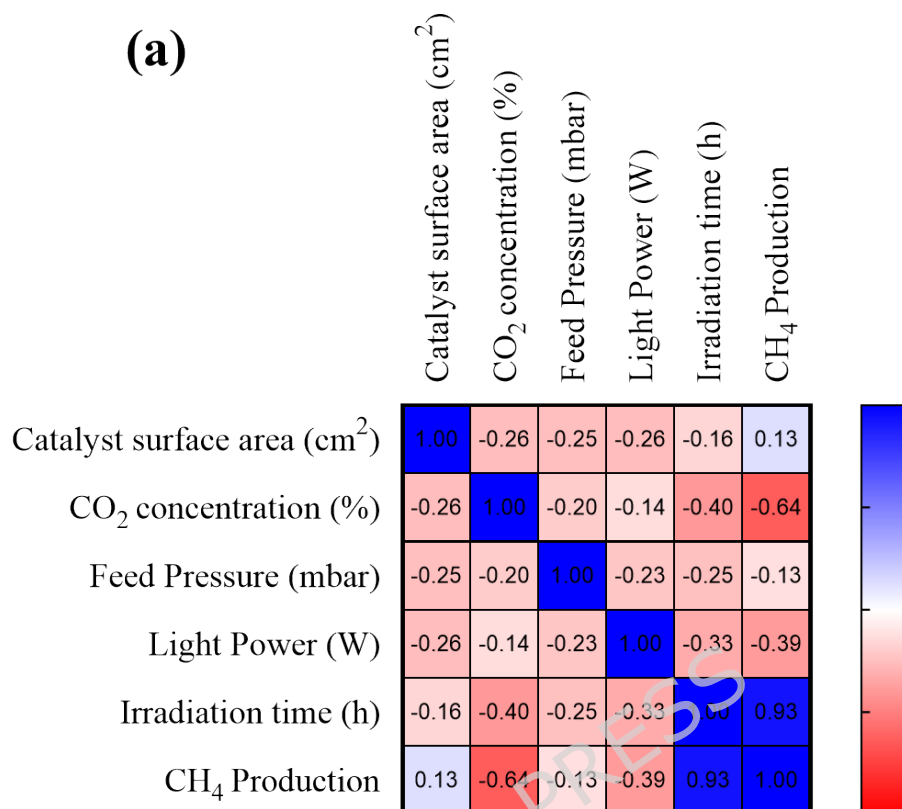 (a)
Catalyst surface area (cm²)
CO₂ concentration (%)
Feed Pressure (mbar)
Light Power (W)
Irradiation time (h)
CH₄ Production
Catalyst surface area (cm²) 1.00 -0.26 -0.25 -0.26 -0.16 0.13
CO₂ concentration (%) -0.26 1.00 -0.20 -0.14 -0.40 -0.64
Feed Pressure (mbar) -0.25 -0.20 1.00 -0.23 -0.25 -0.13
Light Power (W) -0.26 -0.14 -0.23 1.00 -0.33 -0.39
Irradiation time (h) -0.16 -0.40 -0.25 -0.33 1.00 0.93
CH₄ Production 0.13 -0.64 -0.13 -0.39 0.93 1.00
PRESS